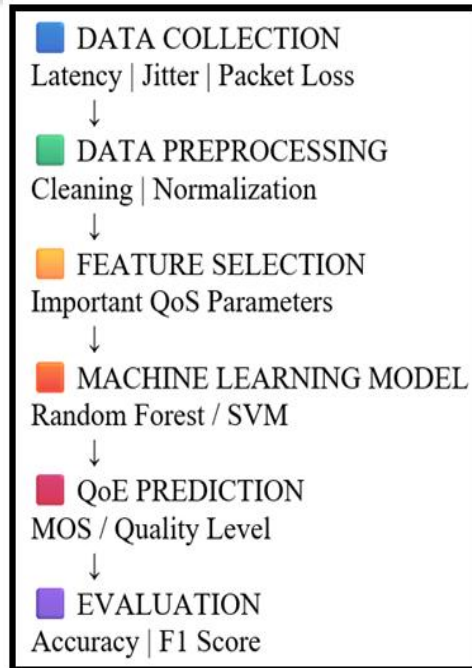 DATA COLLECTION
Latency | Jitter | Packet Loss
↓
DATA PREPROCESSING
Cleaning | Normalization
↓
FEATURE SELECTION
Important QoS Parameters
↓
MACHINE LEARNING MODEL
Random Forest / SVM
↓
QoE PREDICTION
MOS / Quality Level
↓
EVALUATION
Accuracy | F1 Score